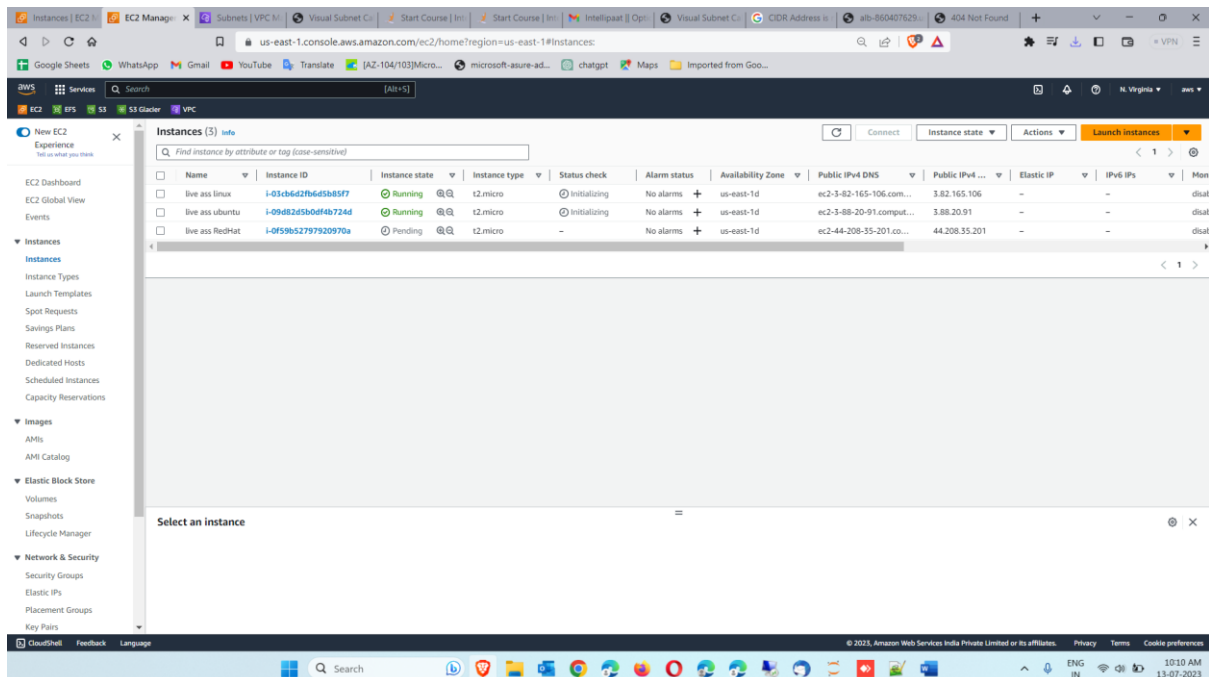 Instances | EC2 M
EC2 Manager
Subnets | VPC M
Visual Subnet Ca
Start Course | Int
Start Course | Int
Intellipaat || Opti
Visual Subnet Ca
CIDR Address is
alb-860407629.u
404 Not Found
us-east-1.console.aws.amazon.com/ec2/home?region=us-east-1#Instances:
VPN
Google Sheets WhatsApp Gmail YouTube Translate [AZ-104/103]Micro... microsoft-asure-ad... chatgpt Maps Imported from Goo...
aws Services Search [Alt+S] N. Virginia aws
EC2 EFS S3 S3 Glacier VPC
New EC2
Experience
Tell us what you think
EC2 Dashboard
EC2 Global View
Events
Instances
Instances
Instance Types
Launch Templates
Spot Requests
Savings Plans
Reserved Instances
Dedicated Hosts
Scheduled Instances
Capacity Reservations
Images
AMIs
AMI Catalog
Elastic Block Store
Volumes
Snapshots
Lifecycle Manager
Network & Security
Security Groups
Elastic IPs
Placement Groups
Key Pairs
Instances (3) Info
Connect Instance state Actions Launch instances
Find instance by attribute or tag (case-sensitive)
1
Name Instance ID Instance state Instance type Status check Alarm status Availability Zone Public IPv4 DNS Public IPv4 ... Elastic IP IPv6 IPs Mon
live ass linux i-03cb6d2fb6d5b85f7 Running t2.micro Initializing No alarms + us-east-1d ec2-3-82-165-106.com... 3.82.165.106 – – disab
live ass ubuntu i-09d82d5b0df4b724d Running t2.micro Initializing No alarms + us-east-1d ec2-3-88-20-91.comput... 3.88.20.91 – – disab
live ass RedHat i-0f59b52797920970a Pending t2.micro – No alarms + us-east-1d ec2-44-208-35-201.co... 44.208.35.201 – – disab
1
Select an instance
CloudShell Feedback Language © 2023, Amazon Web Services India Private Limited or its affiliates. Privacy Terms Cookie preferences
Search
ENG
IN
10:10 AM
13-07-2023